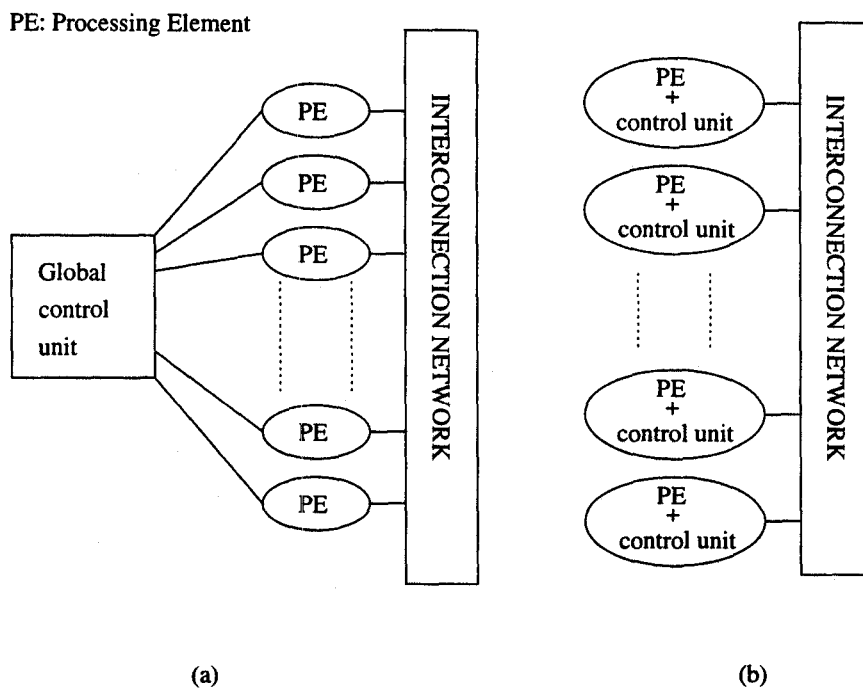 PE: Processing Element
PE
PE
PE
PE
PE
Global
control
unit
INTERCONNECTION NETWORK
PE
+
control unit
PE
+
control unit
PE
+
control unit
PE
+
control unit
INTERCONNECTION NETWORK
(a)
(b)